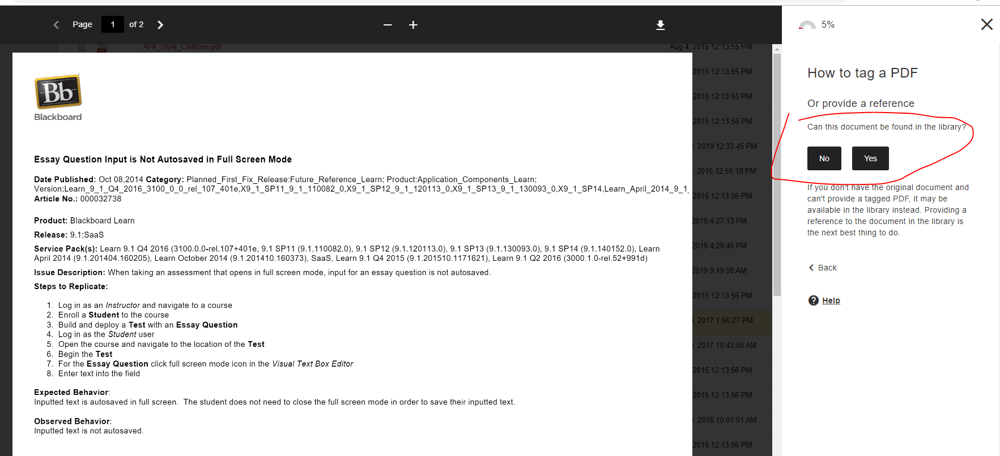 Page 1 of 2
5%
APA_Style_Citations.pdf
Aug 4, 2015 12:13:55 PM
2015 12:13:55 PM
2015 12:13:55 PM
2015 12:13:56 PM
, 2019 12:33:45 PM
, 2016 12:55:18 PM
2015 12:13:56 PM
2019 4:27:13 PM
2019 4:29:49 PM
2019 9:19:08 AM
2015 12:13:56 PM
, 2017 1:56:27 PM
, 2017 10:43:50 AM
2015 12:13:56 PM
2015 12:13:56 PM
, 2016 10:01:51 AM
2015 12:13:56 PM
Bb
Blackboard
Essay Question Input is Not Autosaved in Full Screen Mode
Date Published: Oct 08,2014 Category: Planned_First_Fix_Release:Future_Reference_Learn; Product:Application_Components_Learn;
Version:Learn_9_1_Q4_2016_3100_0_0_rel_107_401e,X9_1_SP11_9_1_110082_0,X9_1_SP12_9_1_120113_0,X9_1_SP13_9_1_130093_0,X9_1_SP14,Learn_April_2014_9_1_
Article No.: 000032738
Product: Blackboard Learn
Release: 9.1;SaaS
Service Pack(s): Learn 9.1 Q4 2016 (3100.0.0-rel.107+401e, 9.1 SP11 (9.1.110082.0), 9.1 SP12 (9.1.120113.0), 9.1 SP13 (9.1.130093.0), 9.1 SP14 (9.1.140152.0), Learn
April 2014 (9.1.201404.160205), Learn October 2014 (9.1.201410.160373), SaaS, Learn 9.1 Q4 2015 (9.1.201510.1171621), Learn 9.1 Q2 2016 (3000.1.0-rel.52+991d)
Issue Description: When taking an assessment that opens in full screen mode, input for an essay question is not autosaved.
Steps to Replicate:
1. Log in as an Instructor and navigate to a course
2. Enroll a Student to the course
3. Build and deploy a Test with an Essay Question
4. Log in as the Student user
5. Open the course and navigate to the location of the Test
6. Begin the Test
7. For the Essay Question click full screen mode icon in the Visual Text Box Editor
8. Enter text into the field
Expected Behavior:
Inputted text is autosaved in full screen. The student does not need to close the full screen mode in order to save their inputted text.
Observed Behavior:
Inputted text is not autosaved.
How to tag a PDF
Or provide a reference
Can this document be found in the library?
No Yes
If you don't have the original document and
can't provide a tagged PDF, it may be
available in the library instead. Providing a
reference to the document in the library is
the next best thing to do.
Back
Help